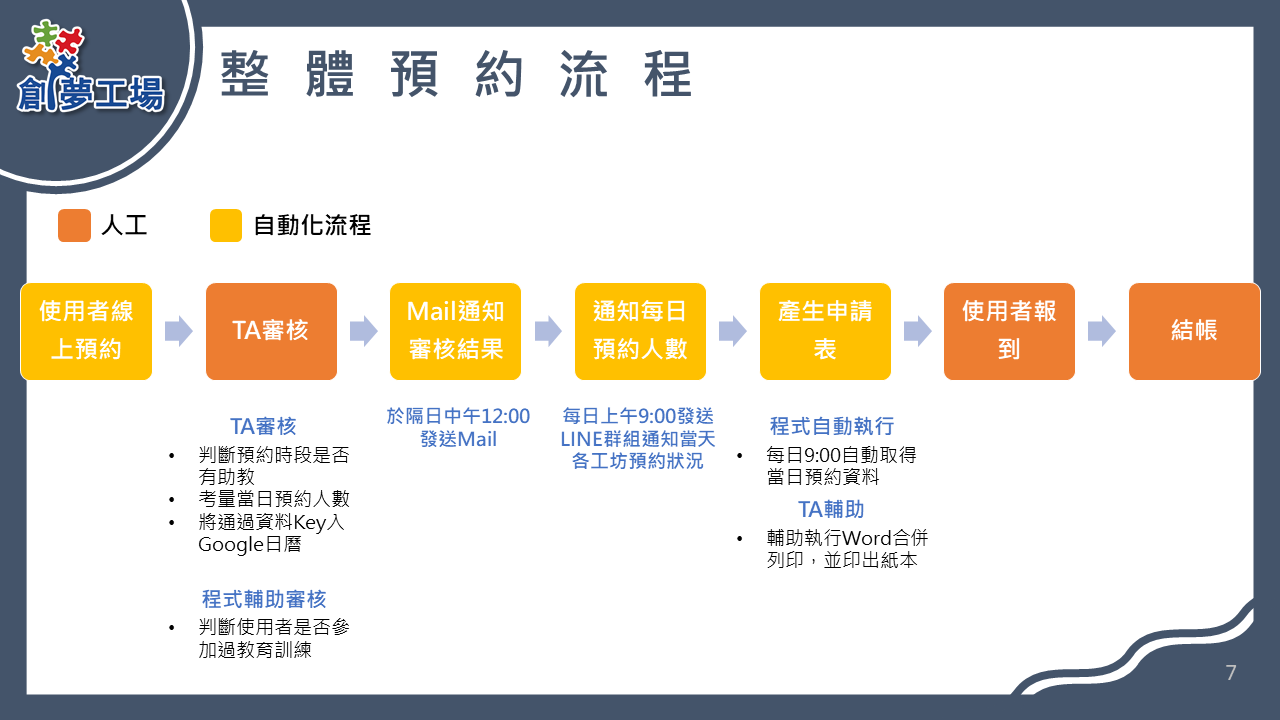 創夢工場
整體預約流程
人工
自動化流程
使用者線
上預約
TA審核
Mail通知
審核結果
通知每日
預約人數
產生申請
表
使用者報
到
結帳
TA審核
• 判斷預約時段是否
有助教
• 考量當日預約人數
• 將通過資料Key入
Google日曆
程式輔助審核
• 判斷使用者是否參
加過教育訓練
於隔日中午12:00
發送Mail
每日上午9:00發送
LINE群組通知當天
各工坊預約狀況
程式自動執行
• 每日9:00自動取得
當日預約資料
TA輔助
• 輔助執行Word合併
列印，並印出紙本
7